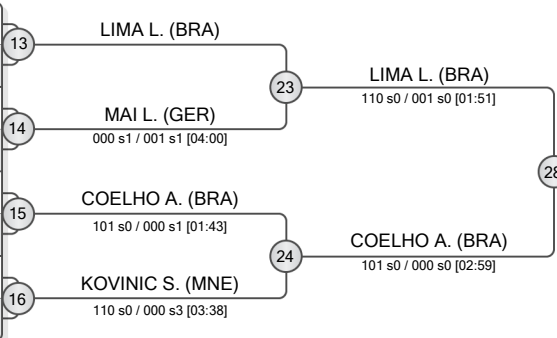 13
LIMA L. (BRA)
14
MAI L. (GER)
000 s1 / 001 s1 [04:00]
23
LIMA L. (BRA)
110 s0 / 001 s0 [01:51]
15
COELHO A. (BRA)
101 s0 / 000 s1 [01:43]
16
KOVINIC S. (MNE)
110 s0 / 000 s3 [03:38]
24
COELHO A. (BRA)
101 s0 / 000 s0 [02:59]
28